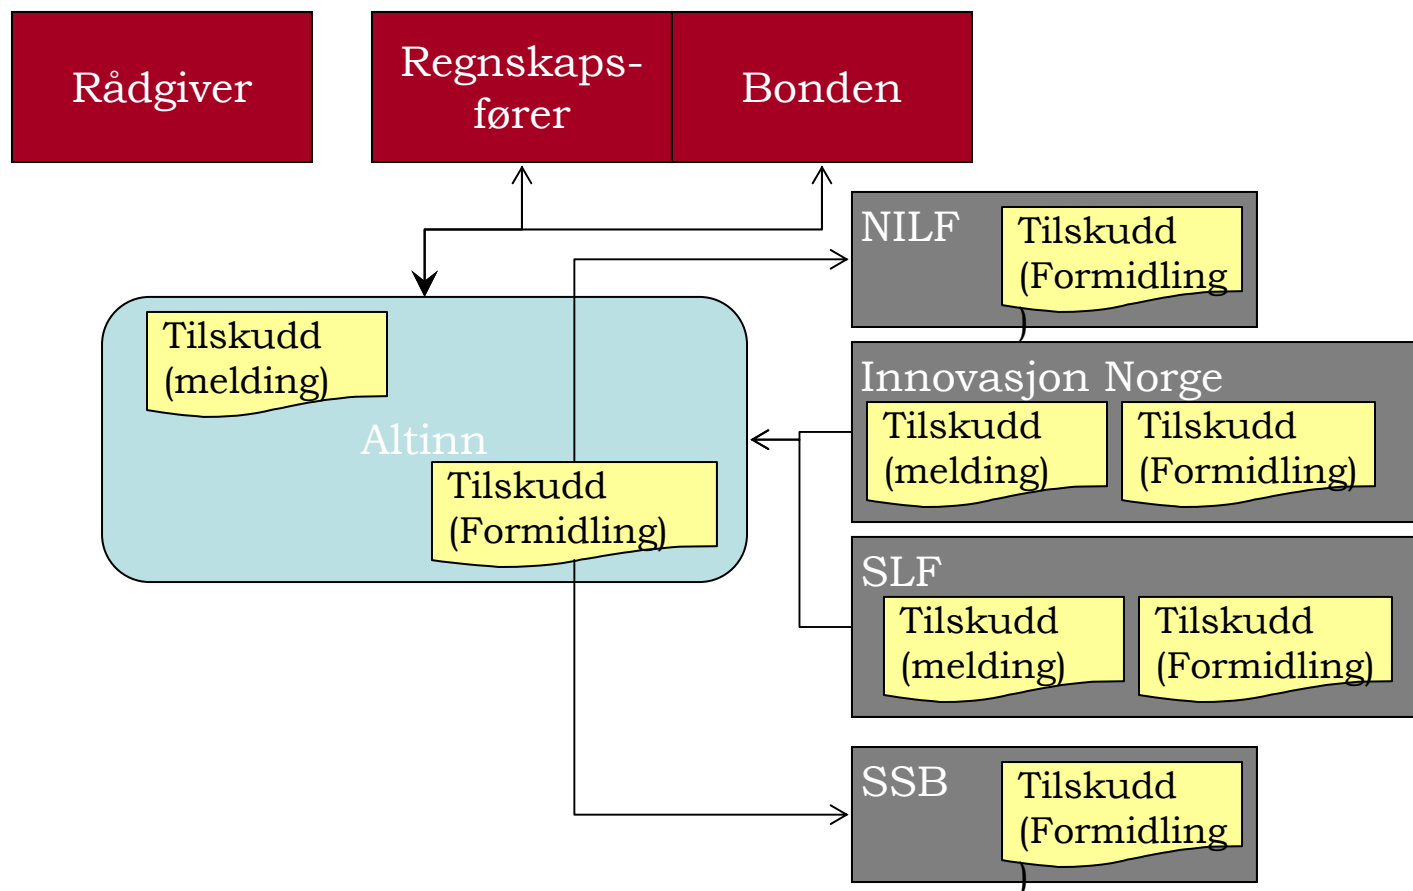 Rådgiver
Regnskaps-
fører
Bonden
NILF
Tilskudd
(Formidling
)
Tilskudd
(melding)
Altinn
Tilskudd
(Formidling)
Innovasjon Norge
Tilskudd
(melding)
Tilskudd
(Formidling)
SLF
Tilskudd
(melding)
Tilskudd
(Formidling)
SSB
Tilskudd
(Formidling
)